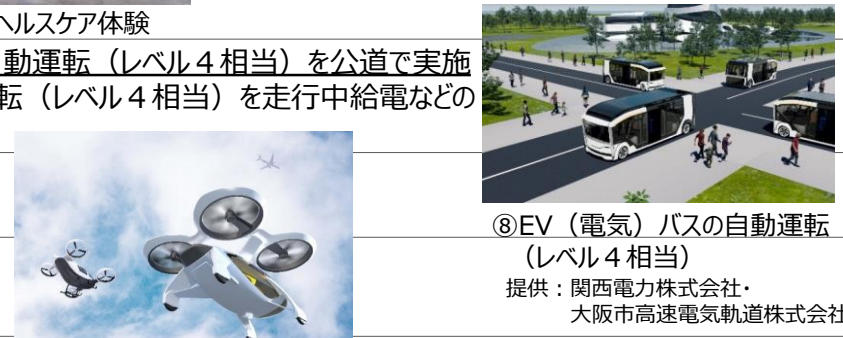 ヘルスケア体験
動運転（レベル４相当）を公道で実施
転（レベル４相当）を走行中給電などの
⑧EV（電気）バスの自動運転
（レベル４相当）
提供：関西電力株式会社・
大阪市高速電気軌道株式会社